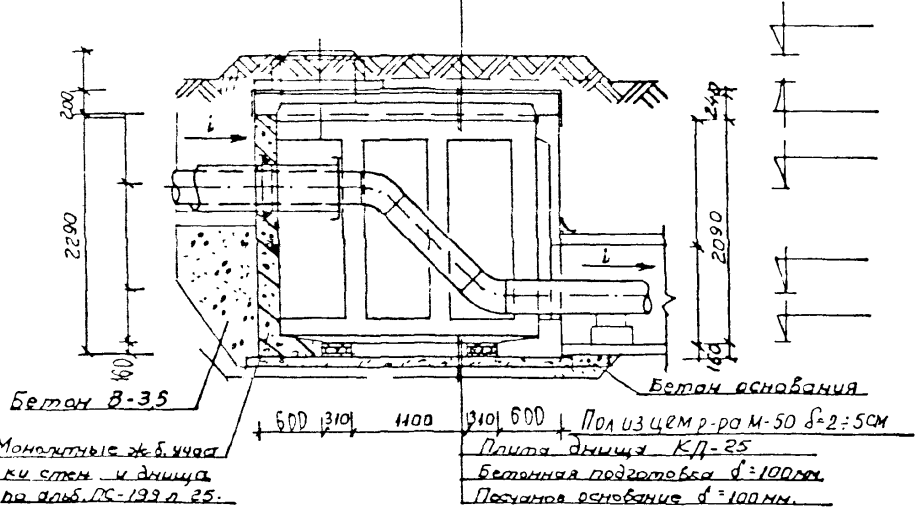 200
240
i
2290
2090
i
160
160
Бетон В-3,5
Бетон основания
600 310 1100 310 600
Пол из цем р-ра М-50 δ=2÷5см
Монолитные ж.б. участ
ки стен и днища
по альб. ПС-199 л 25.
Плита днища КД-25
Бетонная подготовка d=100мм
Песчаное основание d=100мм.